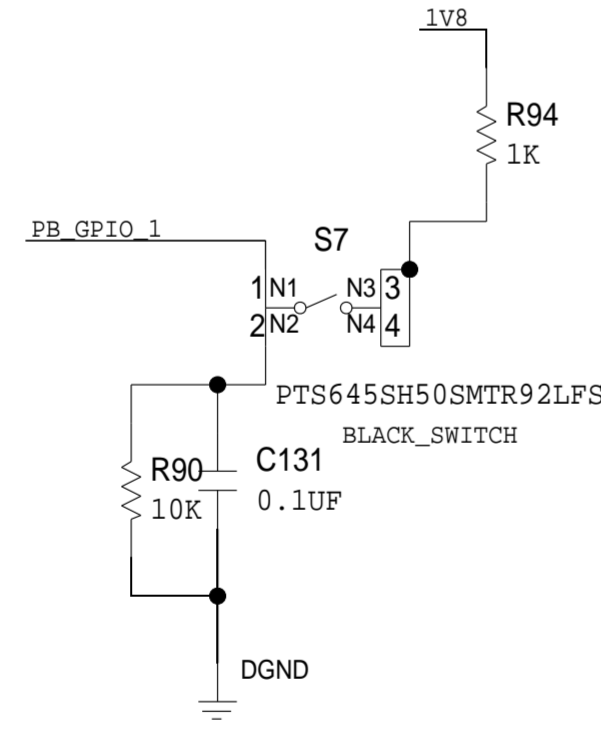 1V8
R94
1K
PB_GPIO_1
S7
1 N1 N3 3
2 N2 N4 4
PTS645SH50SMTR92LFS
BLACK_SWITCH
R90 C131
10K 0.1UF
DGND